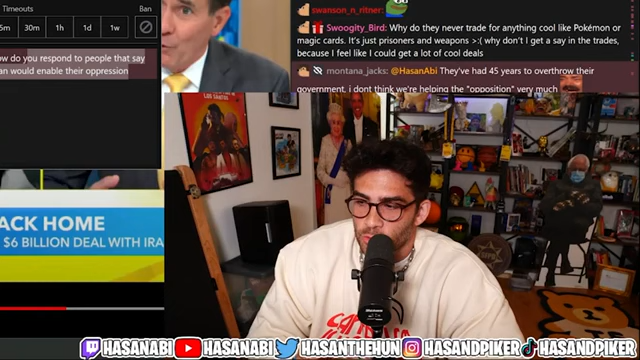 Timeouts
Ban
5m
30m
1h
1d
1w
ow do you respond to people that say
an would enable their oppression
swanson_n_ritner:
Swoogity_Bird: Why do they never trade for anything cool like Pokémon or
magic cards. It's just prisoners and weapons >:( why don't I get a say in the trades,
because I feel like I could get a lot of cool deals
montana_jacks: @HasanAbi They've had 45 years to overthrow their
government, i dont think we're helping the "opposition" very much
ACK HOME
$6 BILLION DEAL WITH IRA
HASANABI
HASANABI
HASANTHEHUN
HASANDPIKER
HASANDPIKER